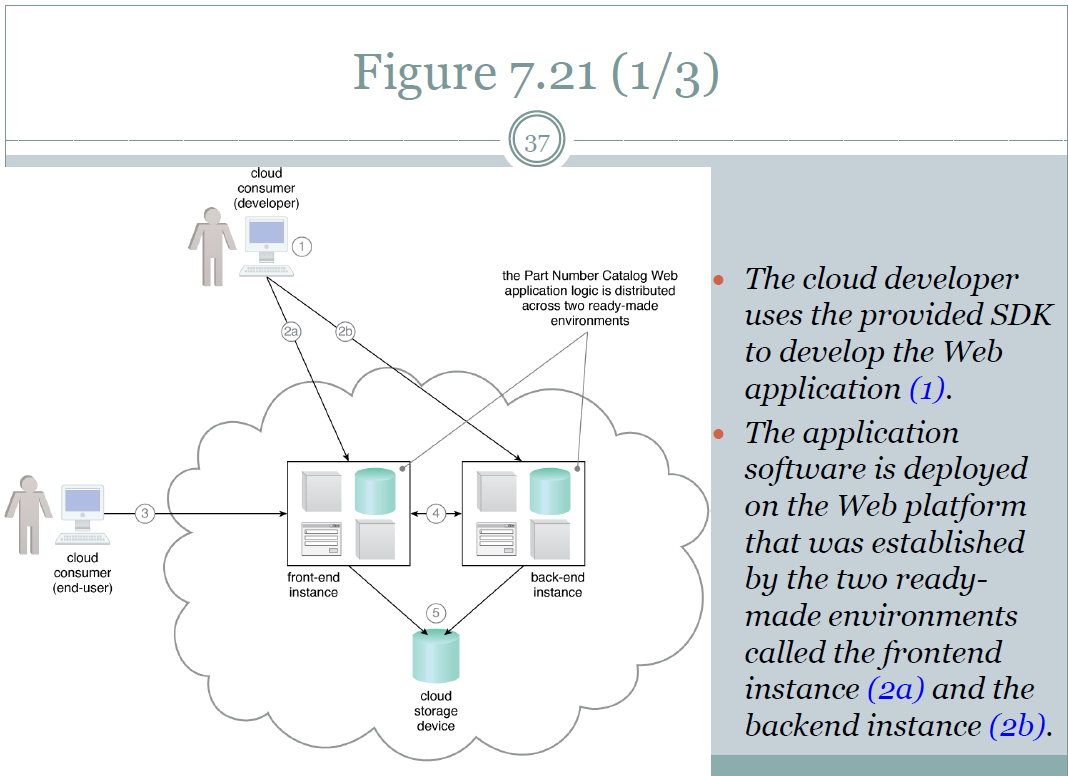 Figure 7.21 (1/3)
37
cloud
consumer
(developer)
1
the Part Number Catalog Web
application logic is distributed
across two ready-made
environments
2a
2b
3
cloud
consumer
(end-user)
4
front-end
instance
back-end
instance
5
cloud
storage
device
• The cloud developer
uses the provided SDK
to develop the Web
application (1).
• The application
software is deployed
on the Web platform
that was established
by the two ready-
made environments
called the frontend
instance (2a) and the
backend instance (2b).